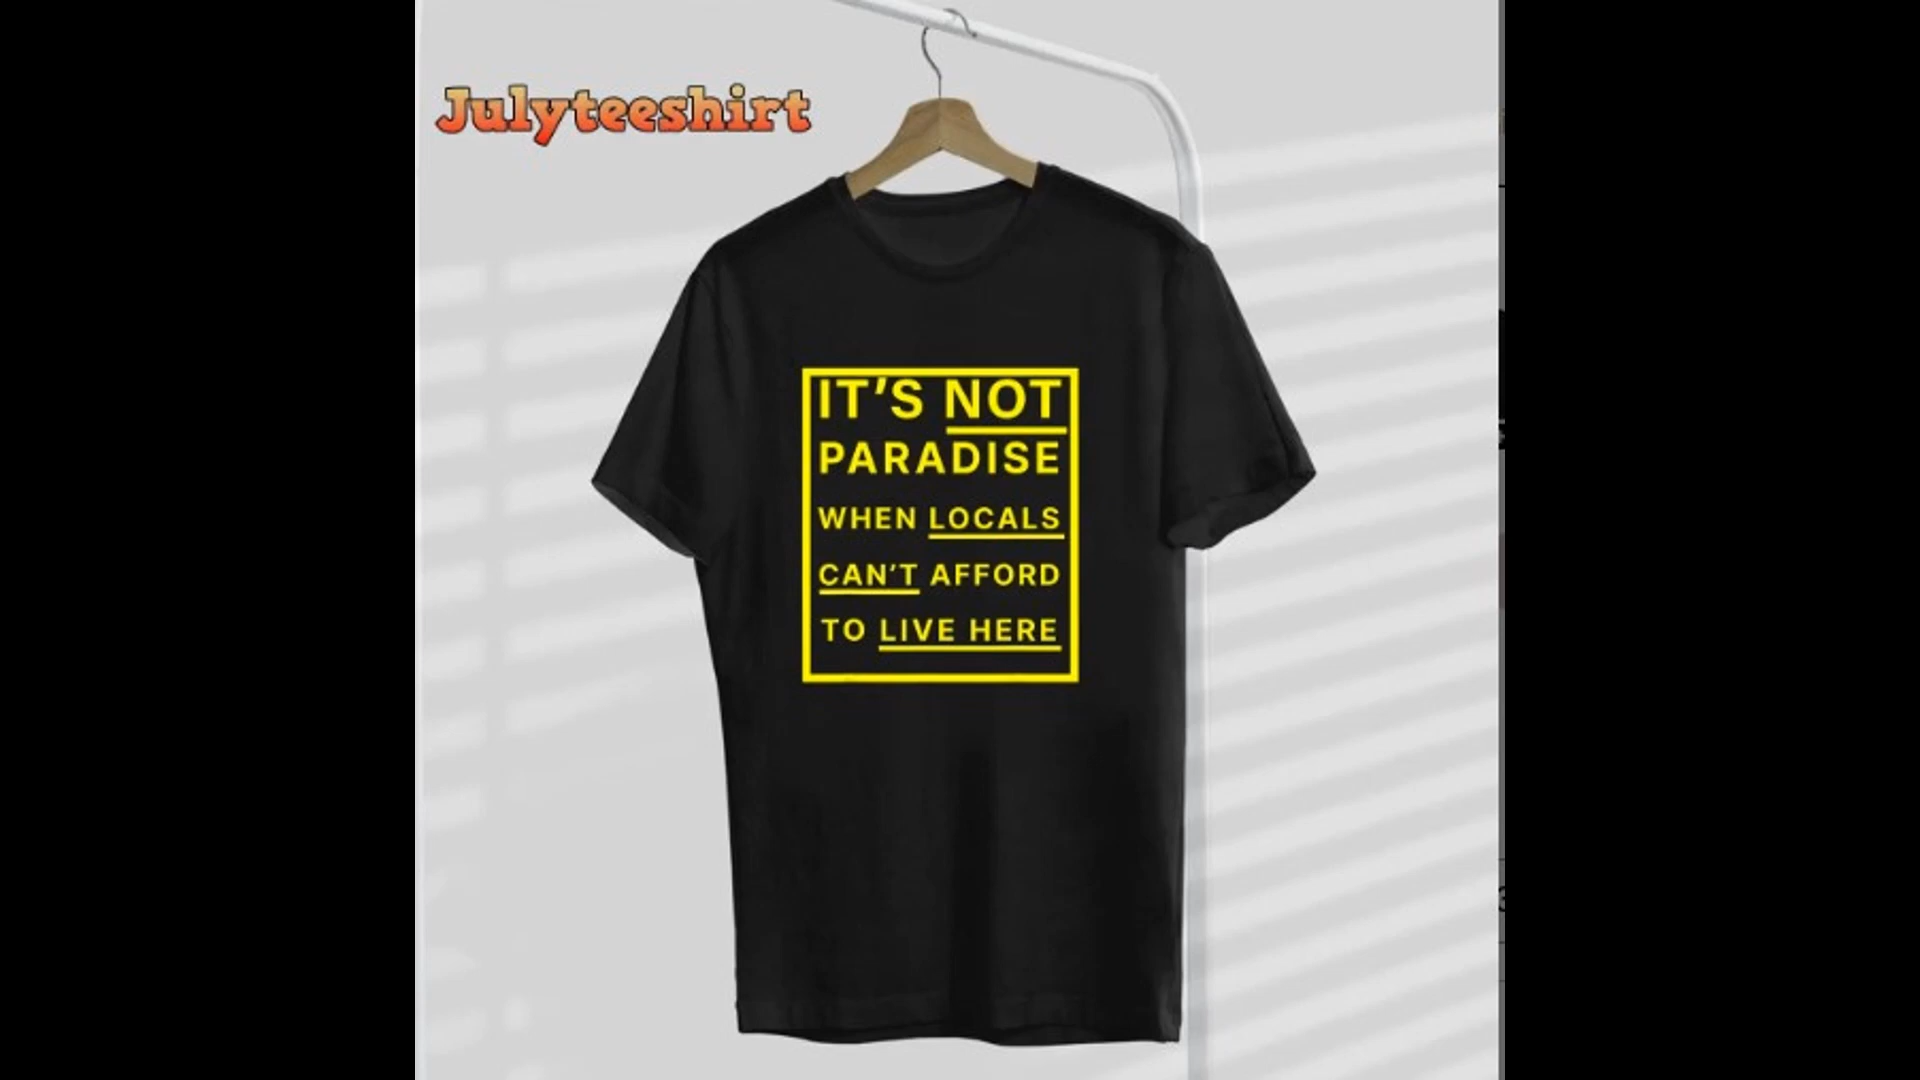 Julyteeshirt
IT’S NOT
PARADISE
WHEN LOCALS
CAN’T AFFORD
TO LIVE HERE